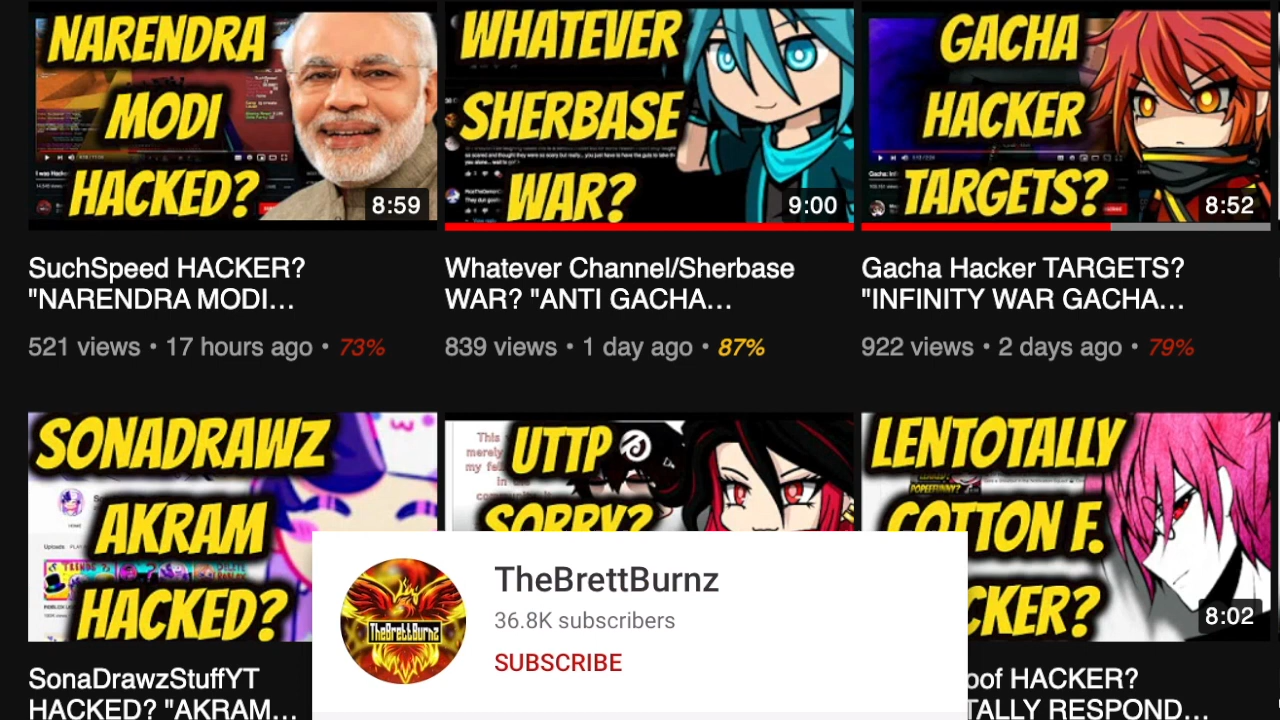 NARENDRA
MODI
HACKED?
8:59
WHATEVER
SHERBASE
WAR?
9:00
GACHA
HACKER
TARGETS?
8:52
SuchSpeed HACKER?
"NARENDRA MODI...
521 views • 17 hours ago • 73%
Whatever Channel/Sherbase
WAR? "ANTI GACHA...
839 views • 1 day ago • 87%
Gacha Hacker TARGETS?
"INFINITY WAR GACHA...
922 views • 2 days ago • 79%
SONADRAWZ
AKRAM
HACKED?
This
merely
UTTP
SORRY?
LENTOTALLY
COTTON F.
CKER?
8:02
TheBrettBurnz
TheBrettBurnz
36.8K subscribers
SUBSCRIBE
SonaDrawzStuffYT
HACKED? "AKRAM...
oof HACKER?
TALLY RESPOND...